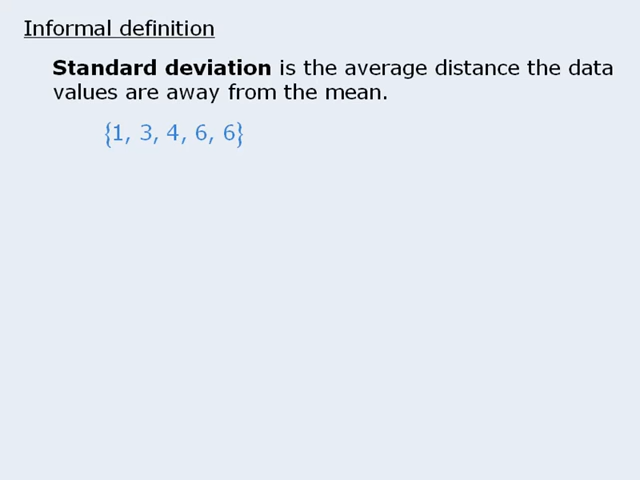 Informal definition
Standard deviation is the average distance the data
values are away from the mean.
{1, 3, 4, 6, 6}